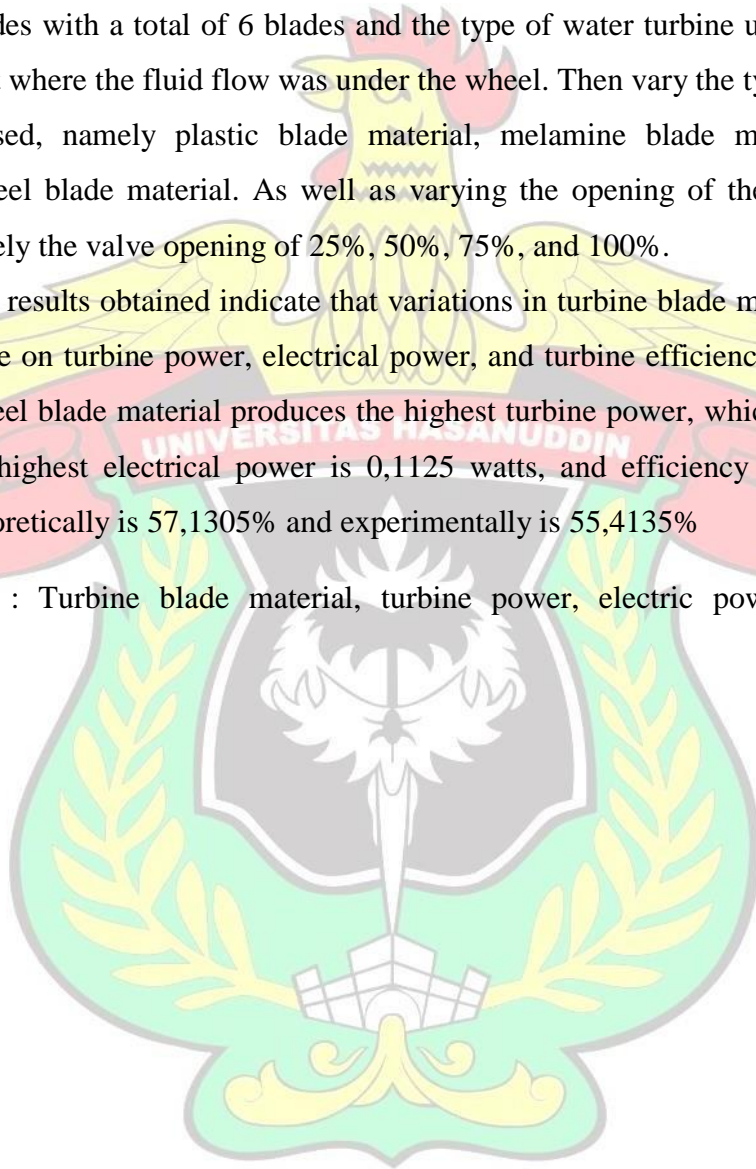 des with a total of 6 blades and the type of water turbine u
where the fluid flow was under the wheel. Then vary the ty
sed, namely plastic blade material, melamine blade m
eel blade material. As well as varying the opening of the
ely the valve opening of 25%, 50%, 75%, and 100%.
results obtained indicate that variations in turbine blade m
e on turbine power, electrical power, and turbine efficienc
eel blade material produces the highest turbine power, whic
UNIVERSITAS HASANUDDIN
highest electrical power is 0,1125 watts, and efficiency
oretically is 57,1305% and experimentally is 55,4135%
: Turbine blade material, turbine power, electric pow